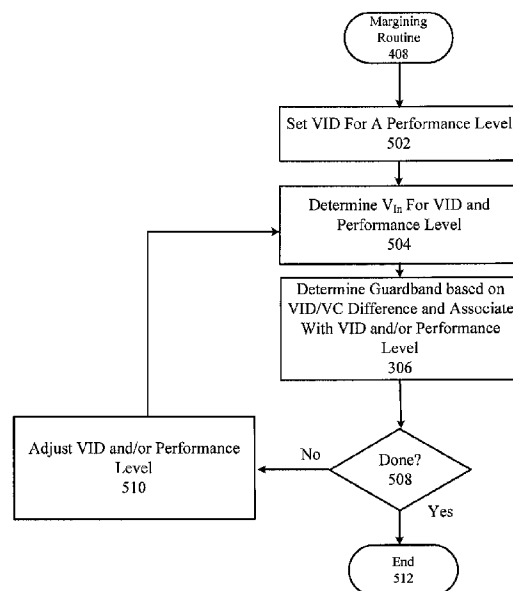 Margining
Routine
408
Set VID For A Performance Level
502
Determine V_In For VID and
Performance Level
504
Determine Guardband based on
VID/VC Difference and Associate
With VID and/or Performance
Level
306
Adjust VID and/or Performance
Level
510
No
Done?
508
Yes
End
512